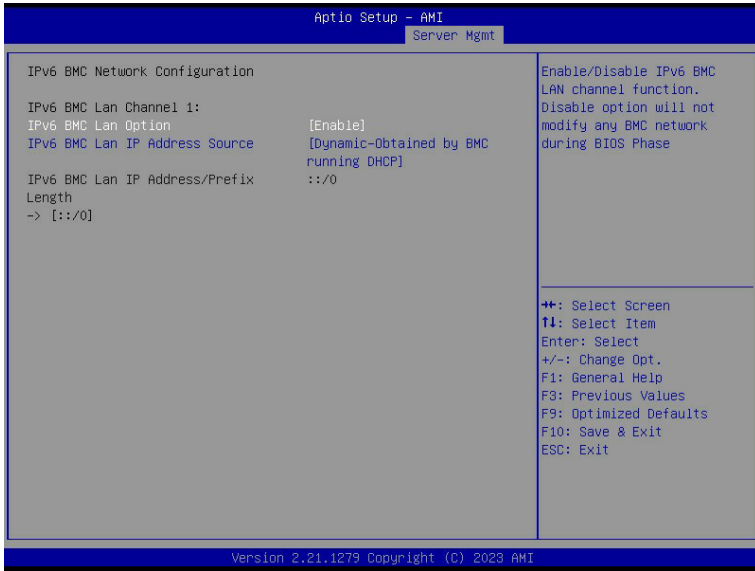 Aptio Setup – AMI
Server Mgmt
IPv6 BMC Network Configuration
IPv6 BMC Lan Channel 1:
IPv6 BMC Lan Option [Enable]
IPv6 BMC Lan IP Address Source [Dynamic-Obtained by BMC
running DHCP]
IPv6 BMC Lan IP Address/Prefix ::/0
Length
-> [::/0]
Enable/Disable IPv6 BMC
LAN channel function.
Disable option will not
modify any BMC network
during BIOS Phase
→←: Select Screen
↑↓: Select Item
Enter: Select
+/-: Change Opt.
F1: General Help
F3: Previous Values
F9: Optimized Defaults
F10: Save & Exit
ESC: Exit
Version 2.21.1279 Copyright (C) 2023 AMI